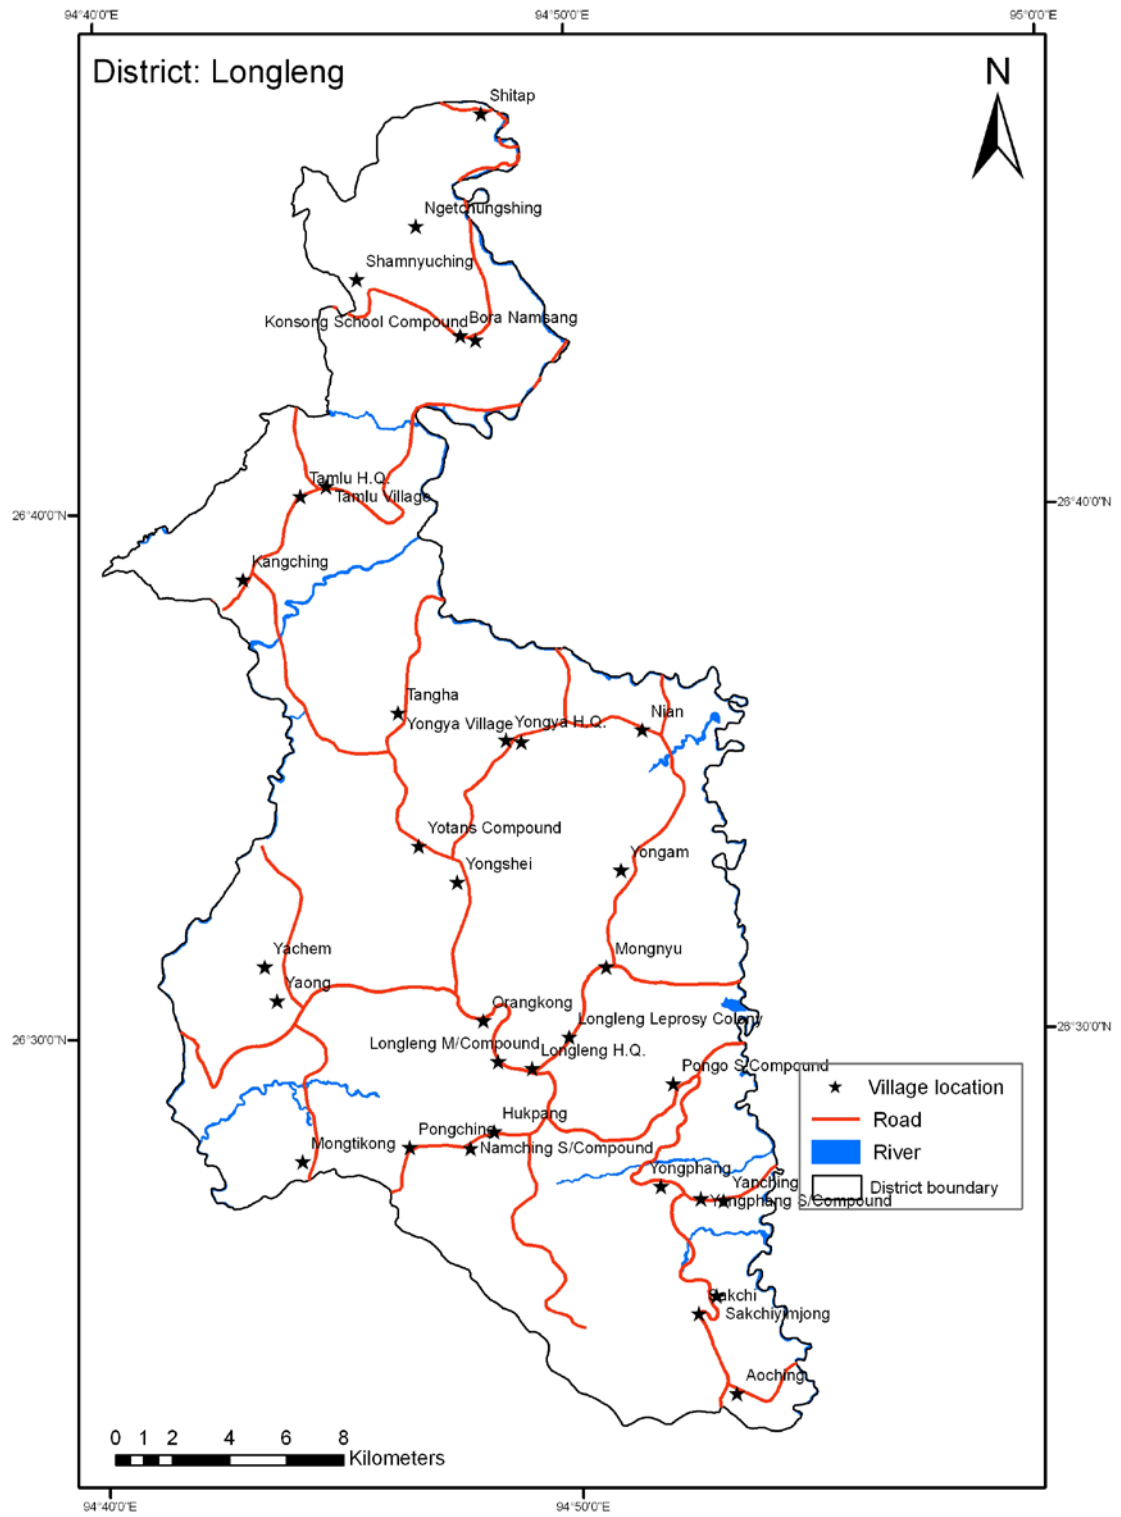 94°40'0"E 94°50'0"E 95°0'0"E
District: Longleng
N
Shitap
Ngetchungshing
Shamnyuching
Konsong School Compound
Bora Namsang
Tamlu H.Q.
Tamlu Village
26°40'0"N
26°40'0"N
Kangching
Tangha
Yongya Village
Yongya H.Q.
Nian
Yotans Compound
Yongam
Yongshei
Yachem
Mongnyu
Yaong
Orangkong
Longleng Leprosy Colony
26°30'0"N
26°30'0"N
Longleng M/Compound
Longleng H.Q.
Pongo S/Compound
Village location
Road
River
District boundary
Hukpang
Pongching
Mongtikong
Namching S/Compound
Yongphang
Yanching
Yongphang S/Compound
Sakchi
Sakchiyimjong
Aoching
0 1 2 4 6 8
Kilometers
94°40'0"E 94°50'0"E